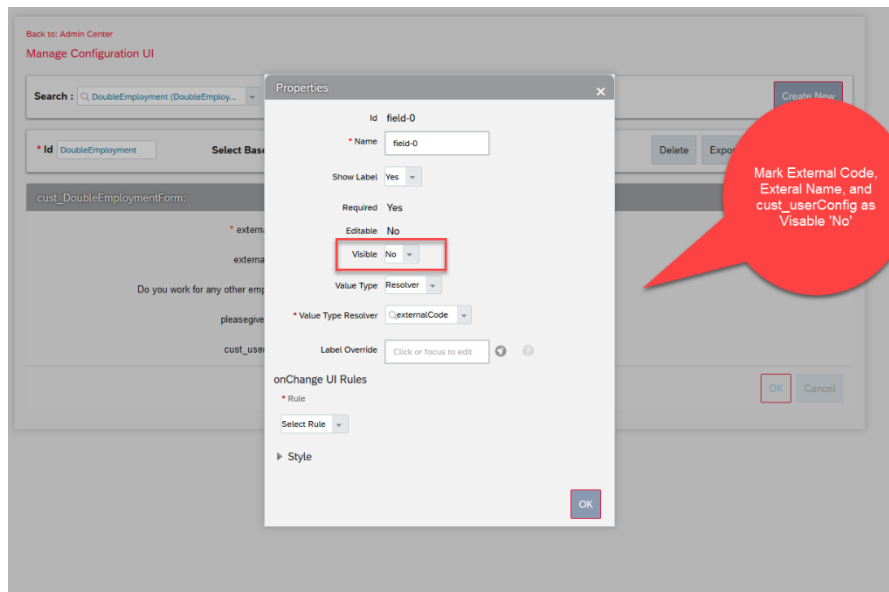 Back to: Admin Center
Manage Configuration UI
Search : DoubleEmployment (DoubleEmploy...
Create New
* Id DoubleEmployment Select Base
Delete Expor
cust_DoubleEmploymentForm:
* extern
externa
Do you work for any other emp
pleasegive
cust_use
OK Cancel
Properties
Id field-0
* Name field-0
Show Label Yes
Required Yes
Editable No
Visible No
Value Type Resolver
* Value Type Resolver externalCode
Label Override Click or focus to edit
onChange UI Rules
* Rule
Select Rule
Style
OK
Mark External Code,
Exteral Name, and
cust_userConfig as
Visable 'No'